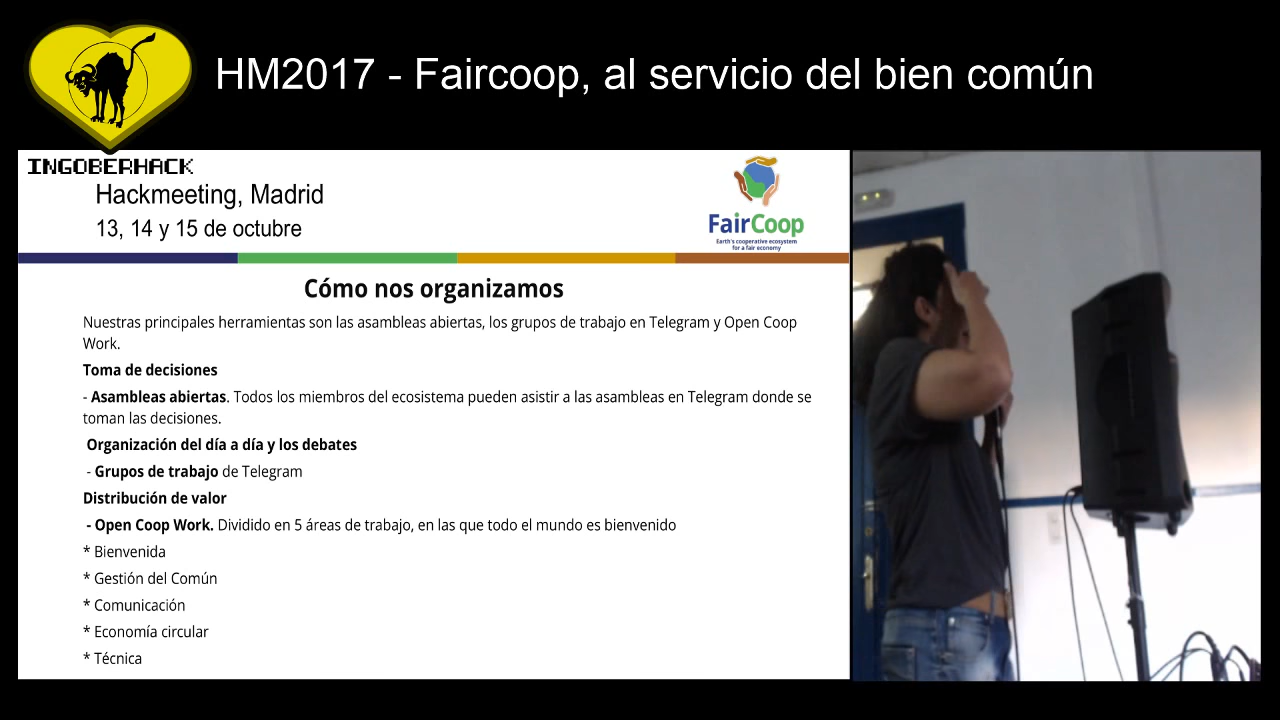 HM2017 - Faircoop, al servicio del bien común
INGOBERHACK
Hackmeeting, Madrid
13, 14 y 15 de octubre
FairCoop
Earth's cooperative ecosystem
for a fair economy
Cómo nos organizamos
Nuestras principales herramientas son las asambleas abiertas, los grupos de trabajo en Telegram y Open Coop
Work.
Toma de decisiones
- Asambleas abiertas. Todos los miembros del ecosistema pueden asistir a las asambleas en Telegram donde se
toman las decisiones.
Organización del día a día y los debates
- Grupos de trabajo de Telegram
Distribución de valor
- Open Coop Work. Dividido en 5 áreas de trabajo, en las que todo el mundo es bienvenido
* Bienvenida
* Gestión del Común
* Comunicación
* Economía circular
* Técnica